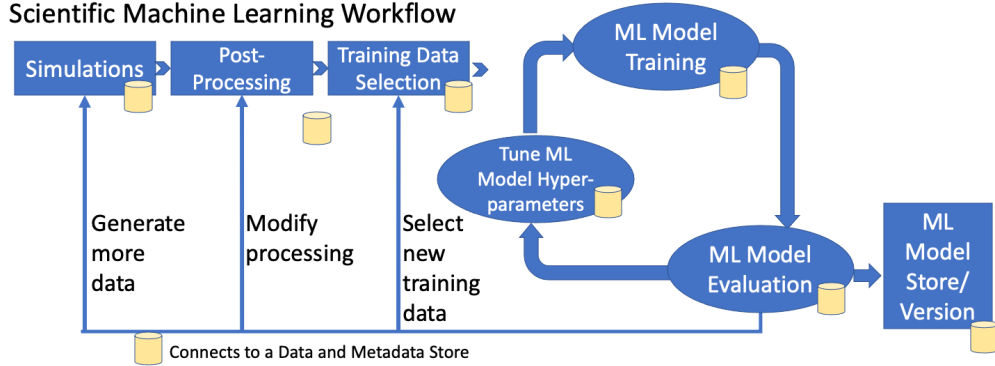 Scientific Machine Learning Workflow
Simulations
Post-
Processing
Training Data
Selection
ML Model
Training
Tune ML
Model Hyper-
parameters
Generate
more
data
Modify
processing
Select
new
training
data
ML Model
Evaluation
ML
Model
Store/
Version
Connects to a Data and Metadata Store